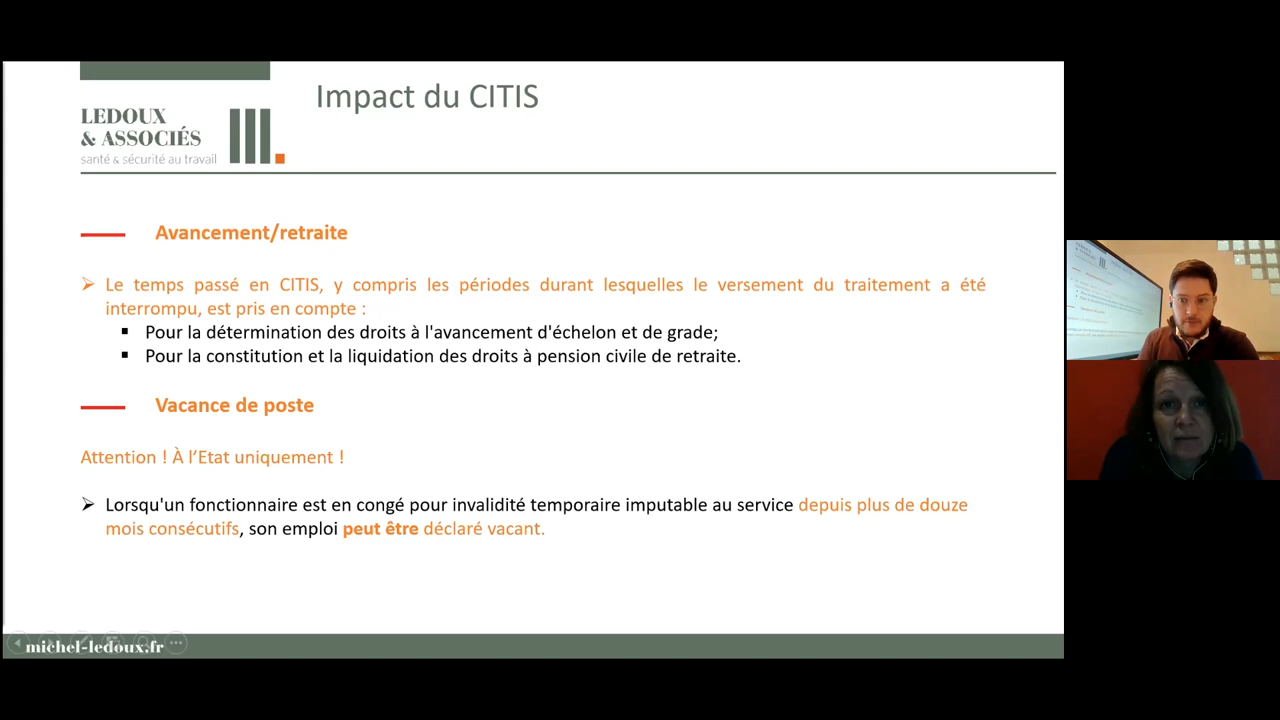 LEDOUX
& ASSOCIÉS
santé & sécurité au travail
Impact du CITIS
Avancement/retraite
➢ Le temps passé en CITIS, y compris les périodes durant lesquelles le versement du traitement a été
interrompu, est pris en compte :
▪ Pour la détermination des droits à l'avancement d'échelon et de grade;
▪ Pour la constitution et la liquidation des droits à pension civile de retraite.
Vacance de poste
Attention ! À l’Etat uniquement !
➢ Lorsqu'un fonctionnaire est en congé pour invalidité temporaire imputable au service depuis plus de douze
mois consécutifs, son emploi peut être déclaré vacant.
michel-ledoux.fr